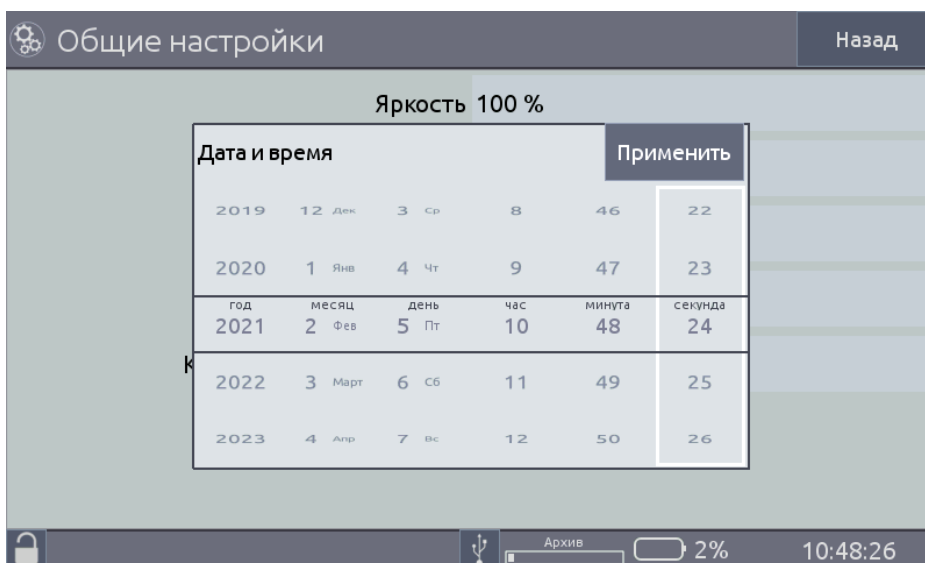 Общие настройки Назад
Яркость 100 %
Дата и время Применить
2019 12 Дек 3 Ср 8 46 22
2020 1 Янв 4 Чт 9 47 23
год месяц день час минута секунда
2021 2 Фев 5 Пт 10 48 24
К
2022 3 Март 6 Сб 11 49 25
2023 4 Апр 7 Вс 12 50 26
Архив
2% 10:48:26